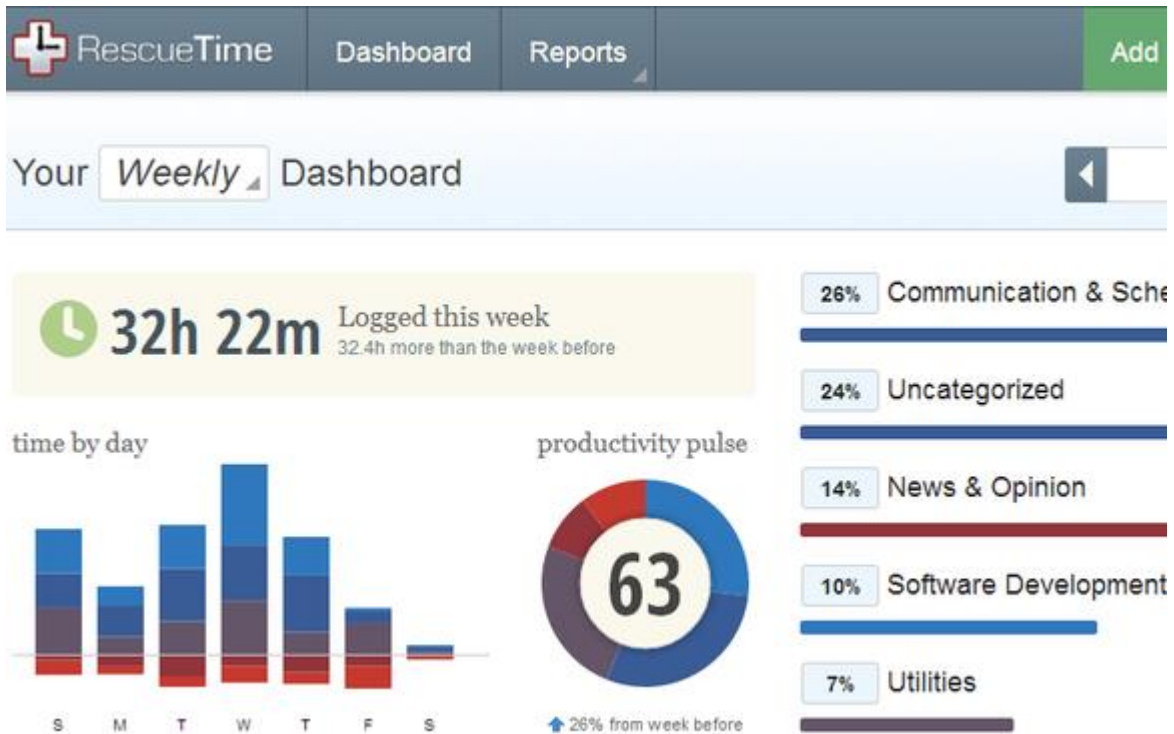 RescueTime Dashboard Reports Add
Your Weekly Dashboard
32h 22m Logged this week
32.4h more than the week before
time by day
S M T W T F S
productivity pulse
63
26% from week before
26% Communication & Sche
24% Uncategorized
14% News & Opinion
10% Software Development
7% Utilities